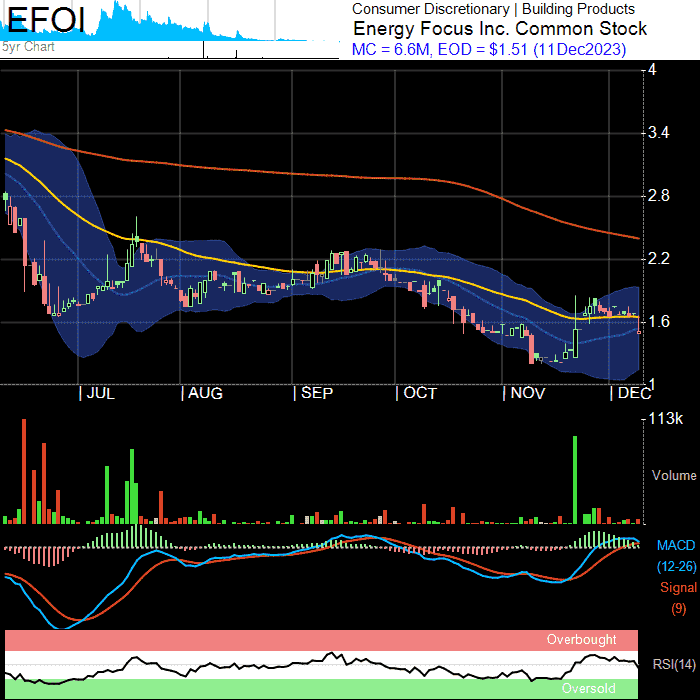 EFOI
5yr Chart
Consumer Discretionary | Building Products
Energy Focus Inc. Common Stock
MC = 6.6M, EOD = $1.51 (11Dec2023)
4
3.4
2.8
2.2
1.6
1
| JUL | AUG | SEP | OCT | NOV | DEC
113k
Volume
MACD
(12-26)
Signal
(9)
Overbought
RSI(14)
Oversold